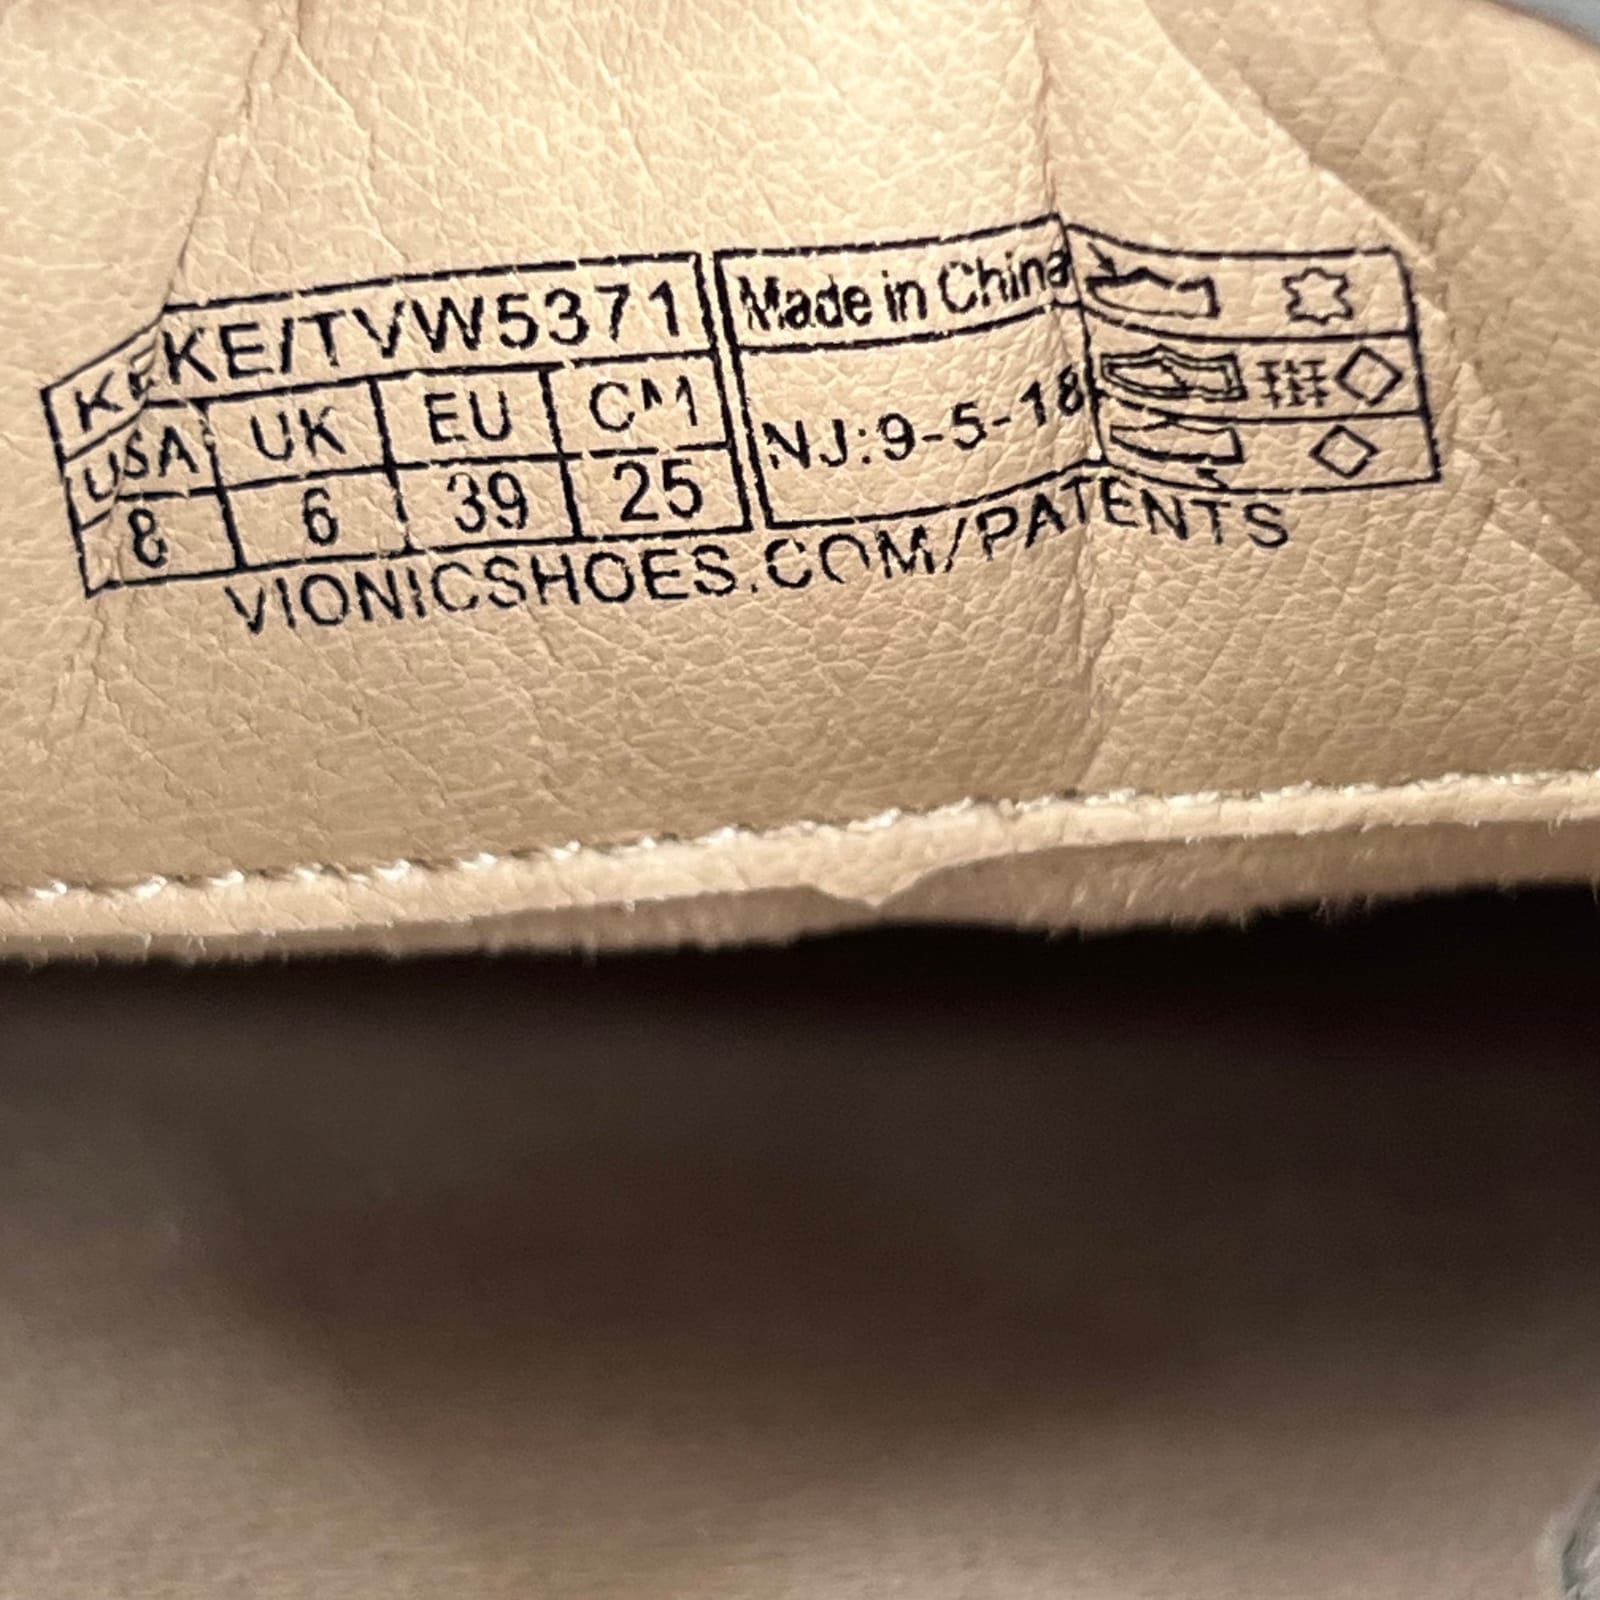 KEKE/TVW5371
USA UK EU CM
8 6 39 25
Made in China
NJ:9-5-18
VIONICSHOES.COM/PATENTS